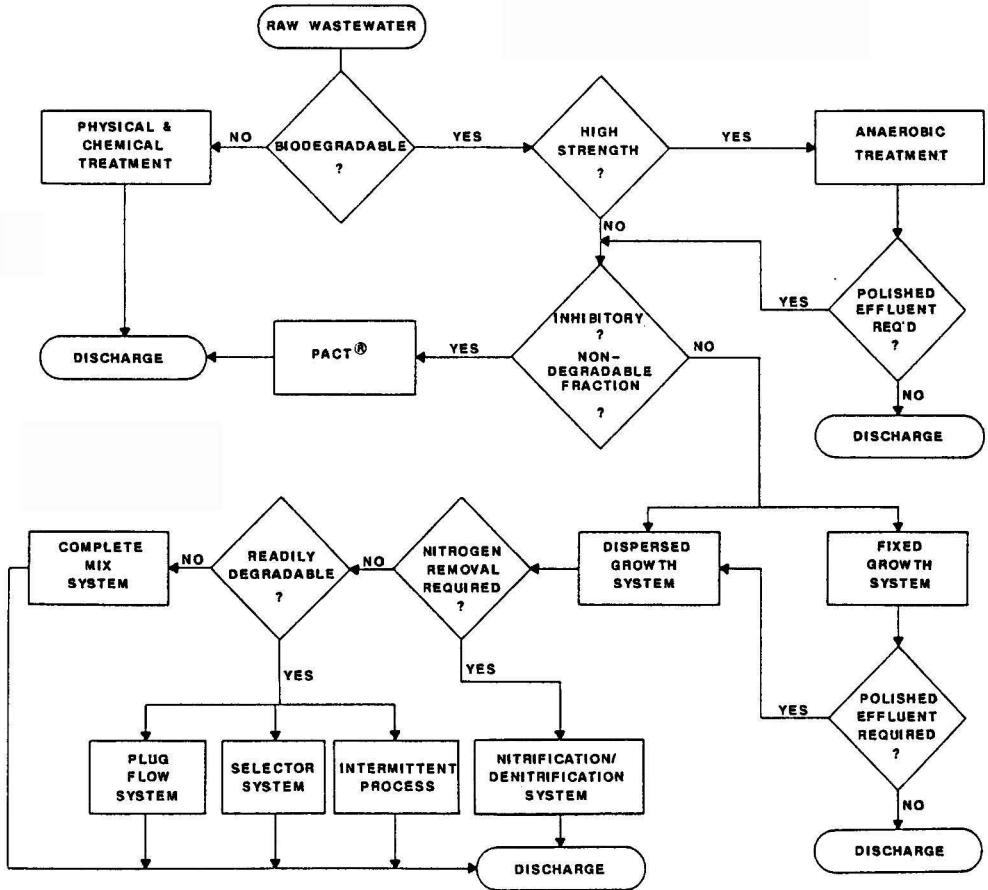 RAW WASTEWATER
PHYSICAL &
CHEMICAL
TREATMENT
NO
BIODEGRADABLE
?
YES
HIGH
STRENGTH
?
YES
ANAEROBIC
TREATMENT
NO
POLISHED
EFFLUENT
REQ'D
?
YES
NO
DISCHARGE
INHIBITORY
?
NON-
DEGRADABLE
FRACTION
?
YES
NO
PACT®
DISCHARGE
COMPLETE
MIX
SYSTEM
NO
READILY
DEGRADABLE
?
NO
NITROGEN
REMOVAL
REQUIRED
?
DISPERSED
GROWTH
SYSTEM
FIXED
GROWTH
SYSTEM
YES
YES
YES
POLISHED
EFFLUENT
REQUIRED
?
PLUG
FLOW
SYSTEM
SELECTOR
SYSTEM
INTERMITTENT
PROCESS
NITRIFICATION/
DENITRIFICATION
SYSTEM
NO
DISCHARGE
DISCHARGE